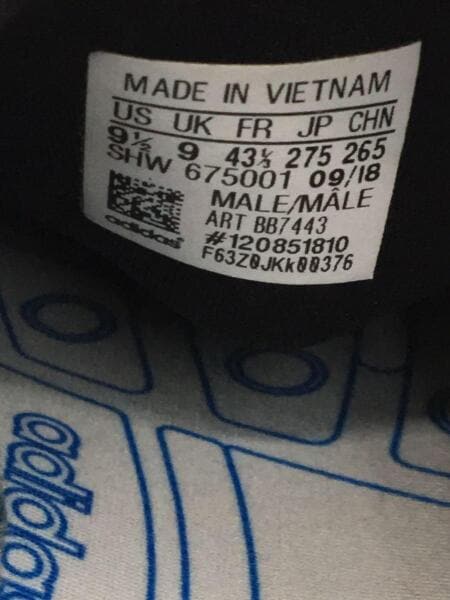 MADE IN VIETNAM
US UK FR JP CHN
9½ 9 43⅓ 275 265
SHW 675001 09/18
MALE/MÂLE
ART BB7443
adidas
#120851810
F63Z0JKk00376
adidas